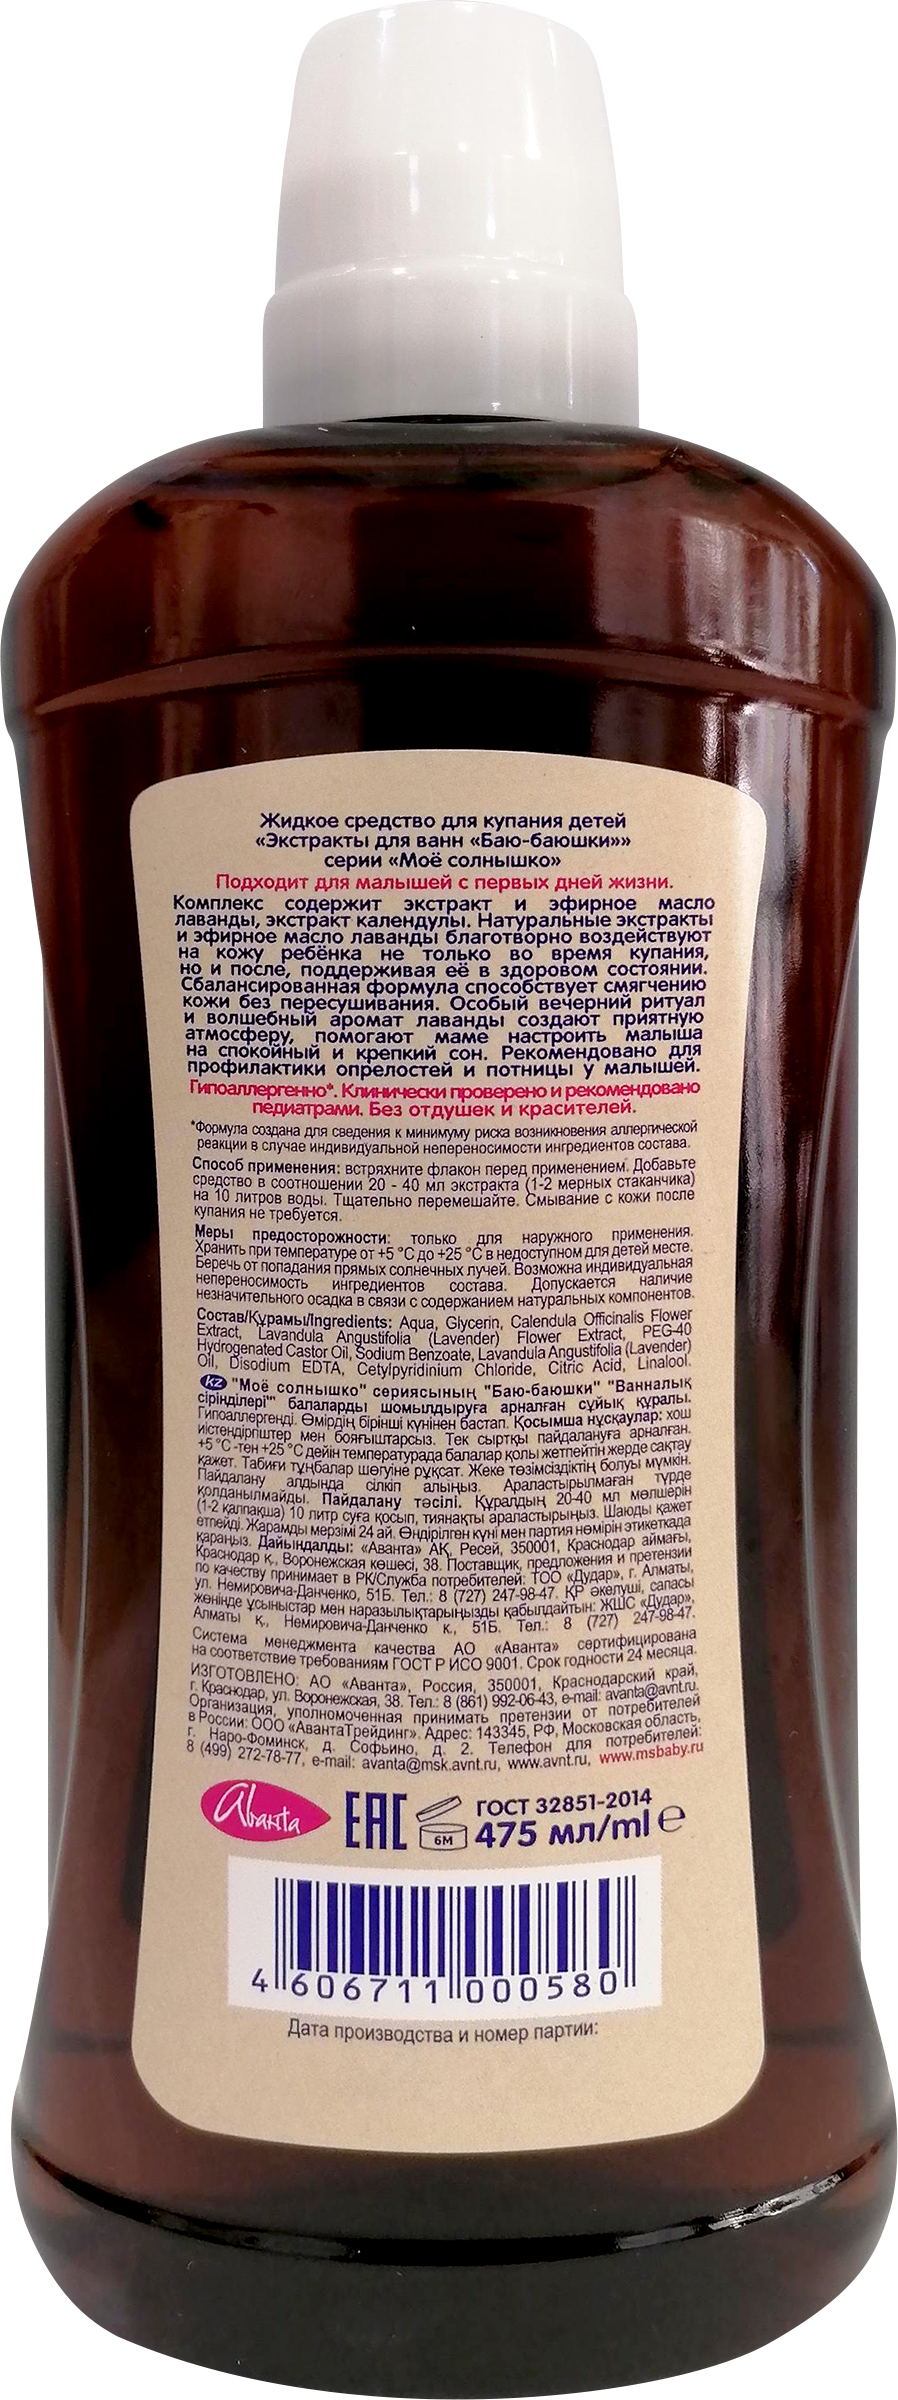 Жидкое средство для купания детей
«Экстракты для ванн «Баю-баюшки»»
серии «Моё солнышко»
Подходит для малышей с первых дней жизни.
Комплекс содержит экстракт и эфирное масло
лаванды, экстракт календулы. Натуральные экстракты
и эфирное масло лаванды благотворно воздействуют
на кожу ребёнка не только во время купания,
но и после, поддерживая её в здоровом состоянии.
Сбалансированная формула способствует смягчению
кожи без пересушивания. Особый вечерний ритуал
и волшебный аромат лаванды создают приятную
атмосферу, помогают маме настроить малыша
на спокойный и крепкий сон. Рекомендовано для
профилактики опрелостей и потницы у малышей.
Гипоаллергенно*. Клинически проверено и рекомендовано
педиатрами. Без отдушек и красителей.
*Формула создана для сведения к минимуму риска возникновения аллергической
реакции в случае индивидуальной непереносимости ингредиентов состава.
Способ применения: встряхните флакон перед применением. Добавьте
средство в соотношении 20 - 40 мл экстракта (1-2 мерных стаканчика)
на 10 литров воды. Тщательно перемешайте. Смывание с кожи после
купания не требуется.
Меры предосторожности: только для наружного применения.
Хранить при температуре от +5 °С до +25 °С в недоступном для детей месте.
Беречь от попадания прямых солнечных лучей. Возможна индивидуальная
непереносимость ингредиентов состава. Допускается наличие
незначительного осадка в связи с содержанием натуральных компонентов.
Состав/Құрамы/Ingredients: Aqua, Glycerin, Calendula Officinalis Flower
Extract, Lavandula Angustifolia (Lavender) Flower Extract, PEG-40
Hydrogenated Castor Oil, Sodium Benzoate, Lavandula Angustifolia (Lavender)
Oil, Disodium EDTA, Cetylpyridinium Chloride, Citric Acid, Linalool.
KZ "Моё солнышко" сериясының "Баю-баюшки" "Ванналық
сірінділері" балаларды шомылдыруға арналған сұйық құралы.
Гипоаллергенді. Өмірдің бірінші күнінен бастап. Қосымша нұсқаулар: хош
иістендіргіштер мен бояғыштарсыз. Тек сыртқы пайдалануға арналған.
+5 °С -тен +25 °С дейін температурада балалар қолы жетпейтін жерде сақтау
қажет. Табиғи тұңбалар шөгуіне рұқсат. Жеке төзімсіздіктің болуы мүмкін.
Пайдалану алдында сілкіп алыңыз. Араластырылмаған түрде
қолданылмайды. Пайдалану тәсілі. Құралдың 20-40 мл мөлшерін
(1-2 қалпақша) 10 литр суға қосып, тиянақты араластырыңыз. Шаюды қажет
етпейді. Жарамды мерзімі 24 ай. Өндірілген күні мен партия нөмірін этикеткада
қараңыз. Дайындалды: «Аванта» АҚ, Ресей, 350001, Краснодар аймағы,
Краснодар қ., Воронежская көшесі, 38. Поставщик, предложения и претензии
по качеству принимает в РК/Служба потребителей: ТОО «Дудар», г. Алматы,
ул. Немировича-Данченко, 51Б. Тел.: 8 (727) 247-98-47. ҚР әкелуші, сапасы
жөнінде ұсыныстар мен наразылықтарыңызды қабылдайтын: ЖШС «Дудар»,
Алматы қ., Немировича-Данченко к., 51Б. Тел.: 8 (727) 247-98-47.
Система менеджмента качества АО «Аванта» сертифицирована
на соответствие требованиям ГОСТ Р ИСО 9001. Срок годности 24 месяца.
ИЗГОТОВЛЕНО: АО «Аванта», Россия, 350001, Краснодарский край,
г. Краснодар, ул. Воронежская, 38. Тел.: 8 (861) 992-06-43, e-mail: avanta@avnt.ru.
Организация, уполномоченная принимать претензии от потребителей
в России: ООО «АвантаТрейдинг». Адрес: 143345, РФ, Московская область,
г. Наро-Фоминск, д. Софьино, д. 2. Телефон для потребителей:
8 (499) 272-78-77, e-mail: avanta@msk.avnt.ru, www.avnt.ru, www.msbaby.ru
Avanta
EAC
6М
ГОСТ 32851-2014
475 мл/ml e
4 606711 000580
Дата производства и номер партии: